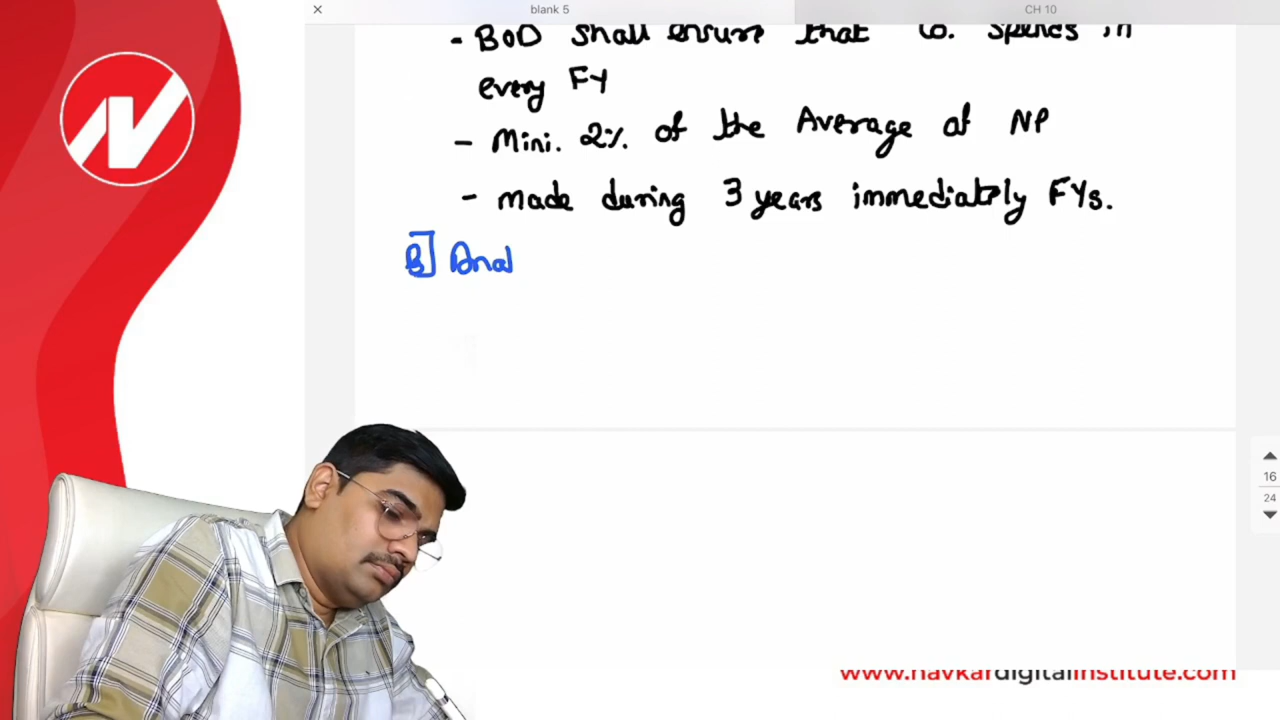 blank 5
CH 10
- BOD shall ensure that Co. spends in
every FY
- Mini. 2% of the Average of NP
- made during 3 years immediately FYs.
B] Anal
16
24
www.navkardigitalinstitute.com